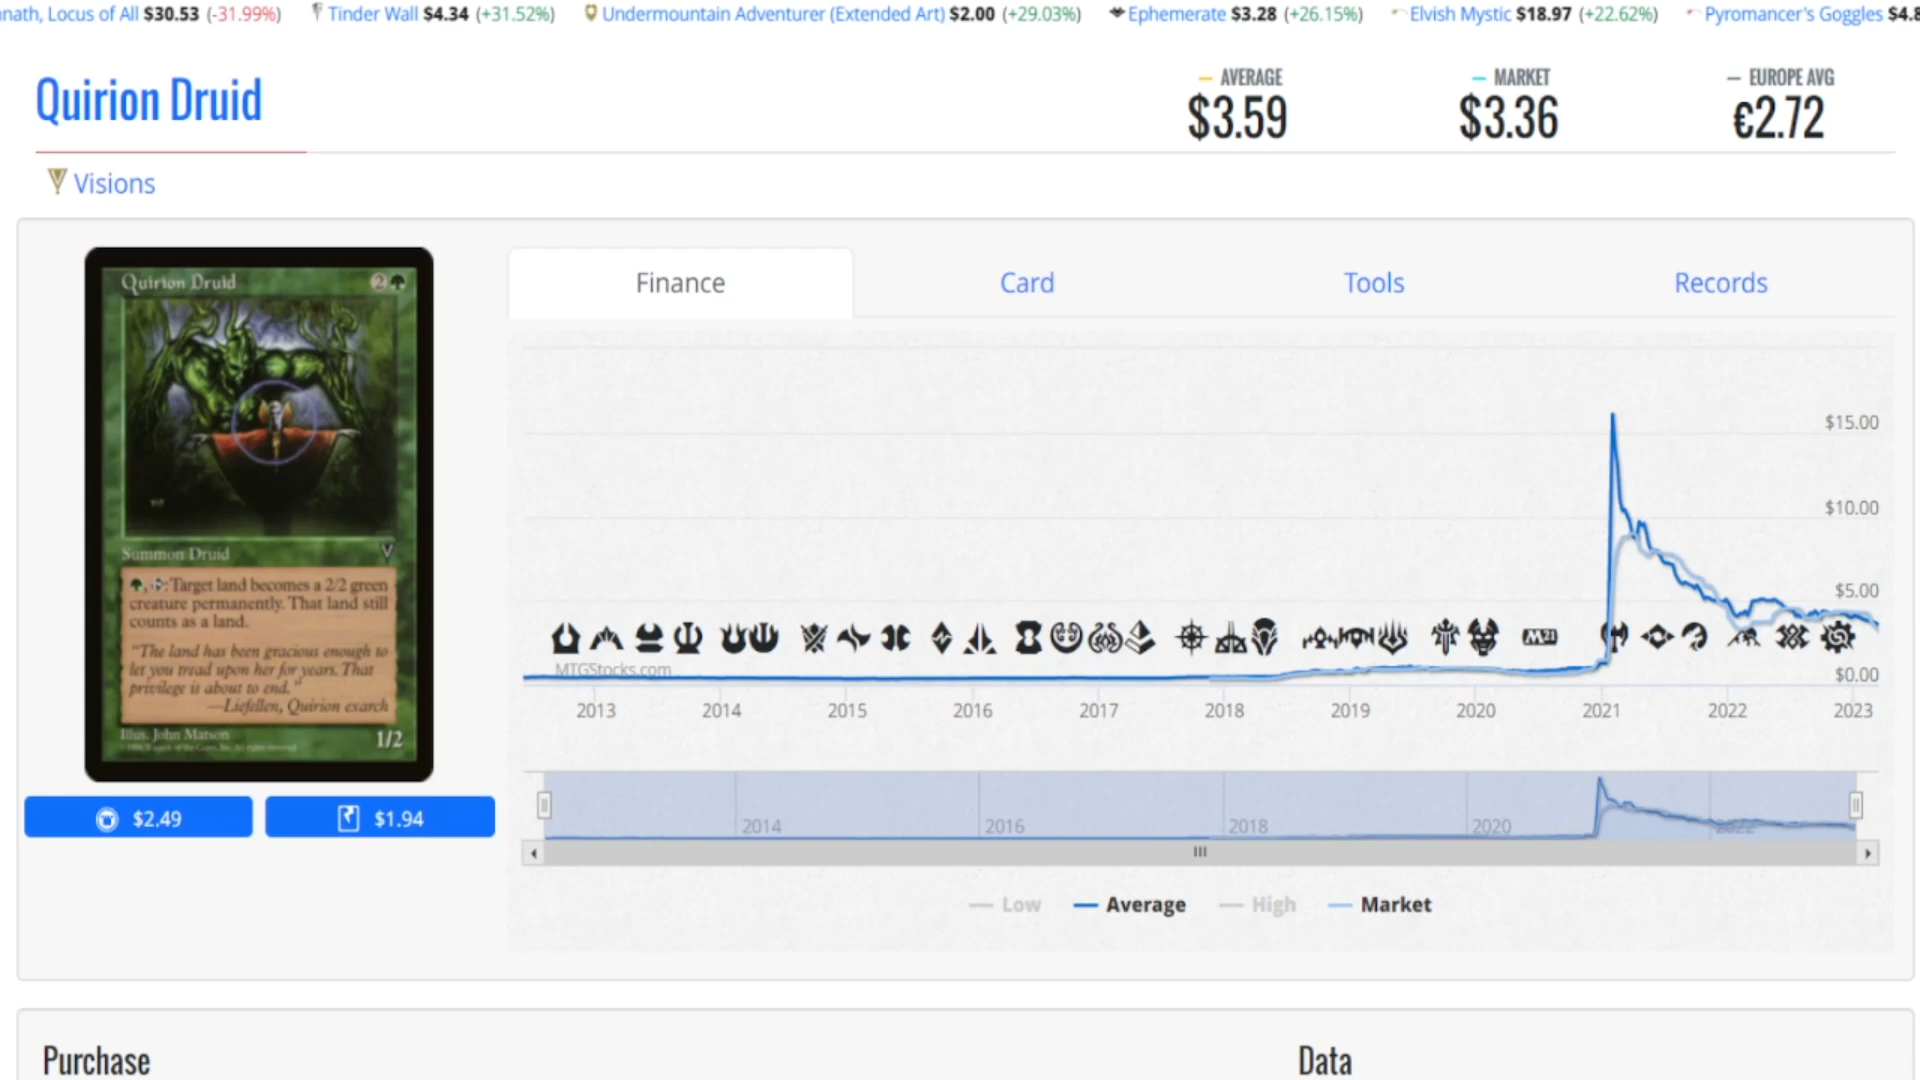 nath, Locus of All $30.53 (-31.99%) Tinder Wall $4.34 (+31.52%) Undermountain Adventurer (Extended Art) $2.00 (+29.03%) Ephemerate $3.28 (+26.15%) Elvish Mystic $18.97 (+22.62%) Pyromancer's Goggles $4.8
Quirion Druid
AVERAGE
$3.59
MARKET
$3.36
EUROPE AVG
€2.72
Visions
Finance
Card
Tools
Records
Quirion Druid 2
Summon Druid
Target land becomes a 2/2 green
creature permanently. That land still
counts as a land.
"The land has been gracious enough to
let you tread upon her for years. That
privilege is about to end."
—Liefellen, Quirion exarch
Illus. John Matson
1/2
$2.49
$1.94
$15.00
$10.00
$5.00
$0.00
M21
MTGStocks.com
2013 2014 2015 2016 2017 2018 2019 2020 2021 2022 2023
2014 2016 2018 2020 2022
Low Average High Market
Purchase
Data